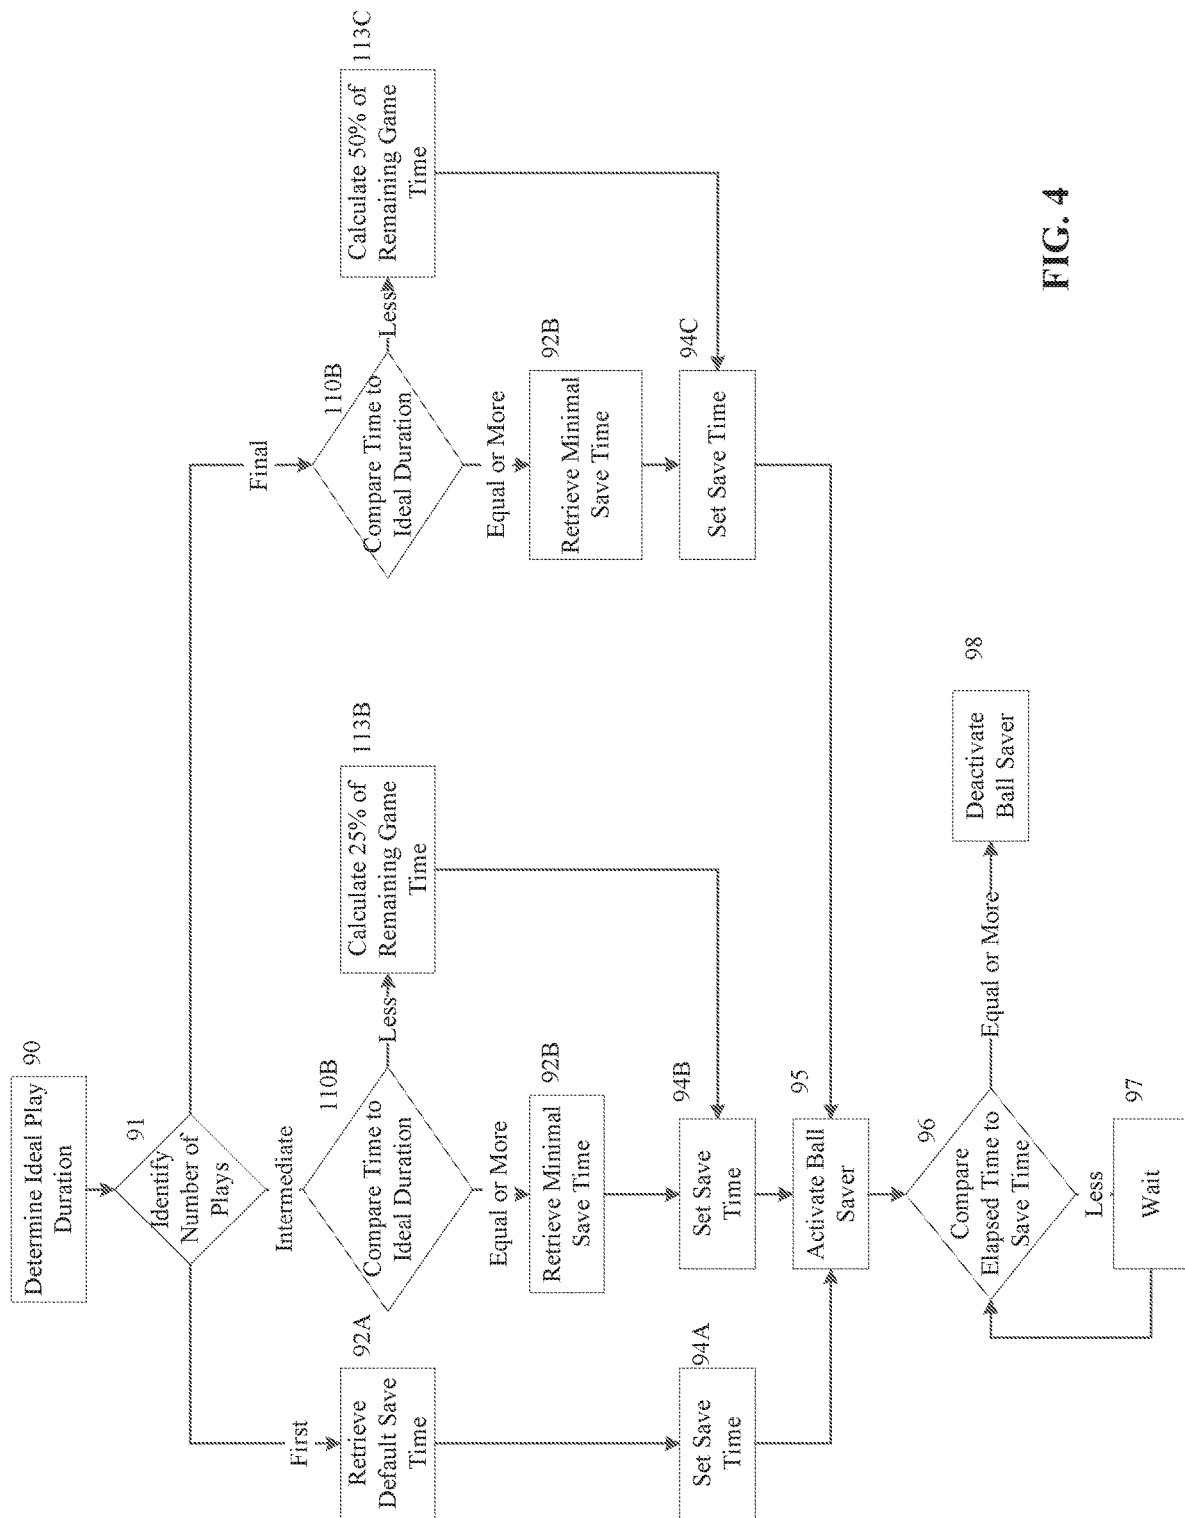 90
Determine Ideal Play
Duration
91
Identify
Number of
Plays
First
Intermediate
Final
92A
Retrieve
Default Save
Time
110B
Compare Time to
Ideal Duration
Less
113B
Calculate 25% of
Remaining Game
Time
110B
Compare Time to
Ideal Duration
Less
113C
Calculate 50% of
Remaining Game
Time
Equal or More
92B
Retrieve Minimal
Save Time
Equal or More
92B
Retrieve Minimal
Save Time
94A
Set Save
Time
94B
Set Save
Time
94C
Set Save Time
95
Activate Ball
Saver
96
Compare
Elapsed Time to
Save Time
Equal or More
98
Deactivate
Ball Saver
Less
97
Wait
FIG. 4